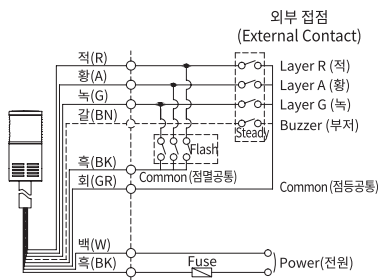 외부 접점
(External Contact)
적(R)
Layer R (적)
황(A)
Layer A (황)
녹(G)
Layer G (녹)
갈(BN)
Buzzer (부저)
Steady
Flash
흑(BK)
Common (점멸공통)
회(GR)
Common (점등공통)
백(W)
Fuse
Power(전원)
흑(BK)